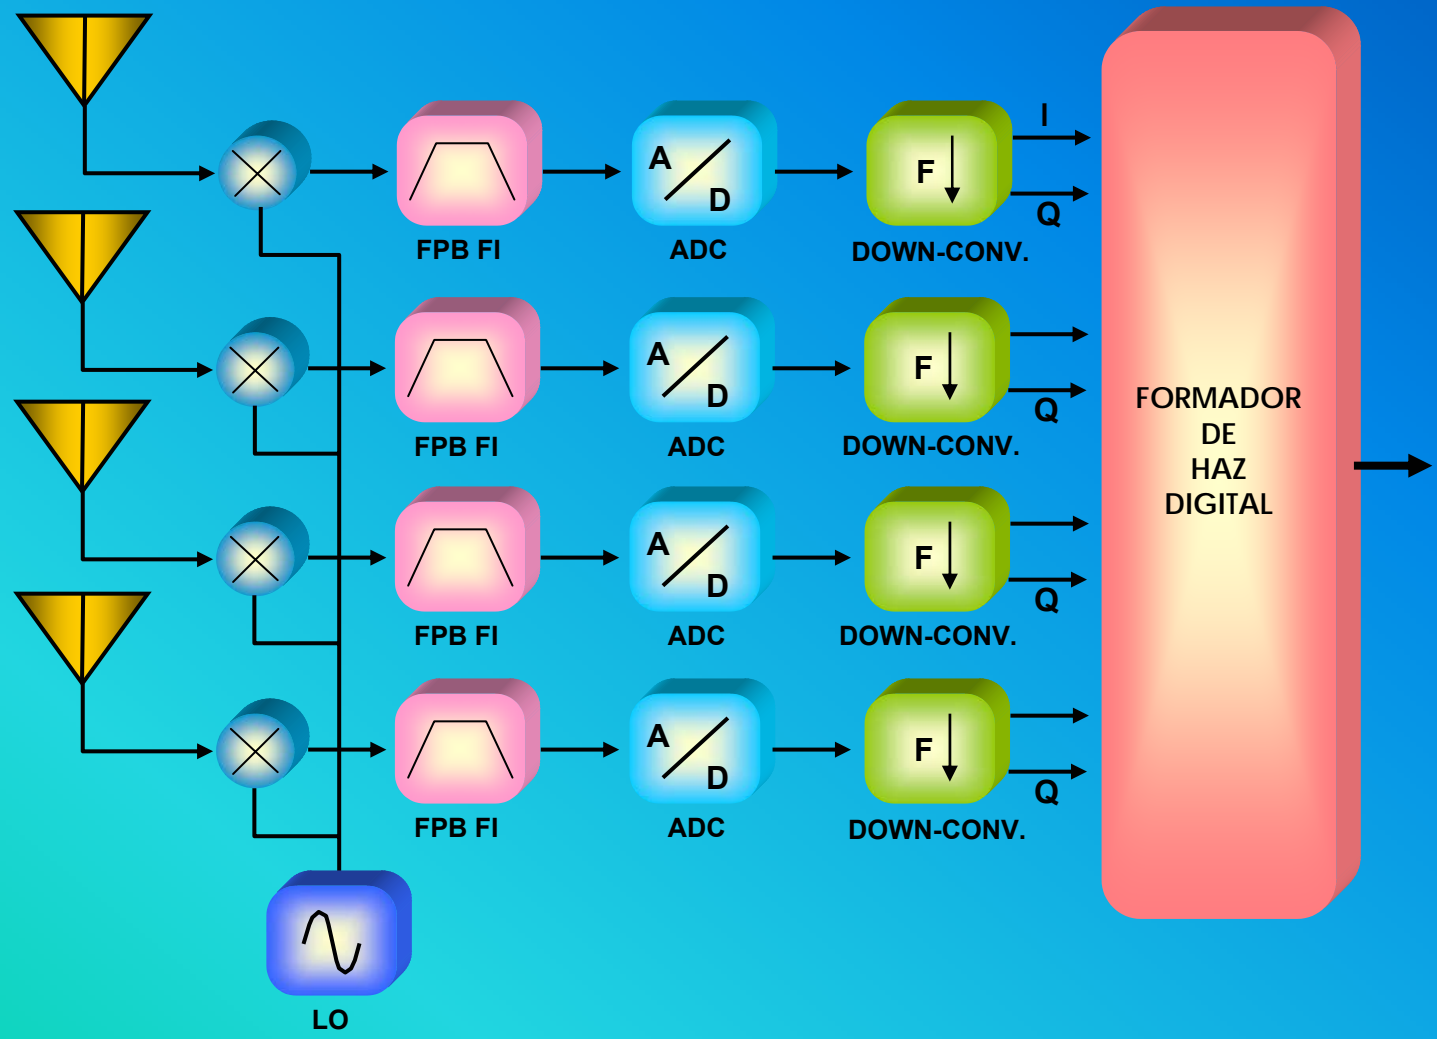 I
A
D
F
Q
FPB FI
ADC
DOWN-CONV.
A
D
F
Q
FPB FI
ADC
DOWN-CONV.
FORMADOR
DE
HAZ
DIGITAL
A
D
F
Q
FPB FI
ADC
DOWN-CONV.
A
D
F
Q
FPB FI
ADC
DOWN-CONV.
LO